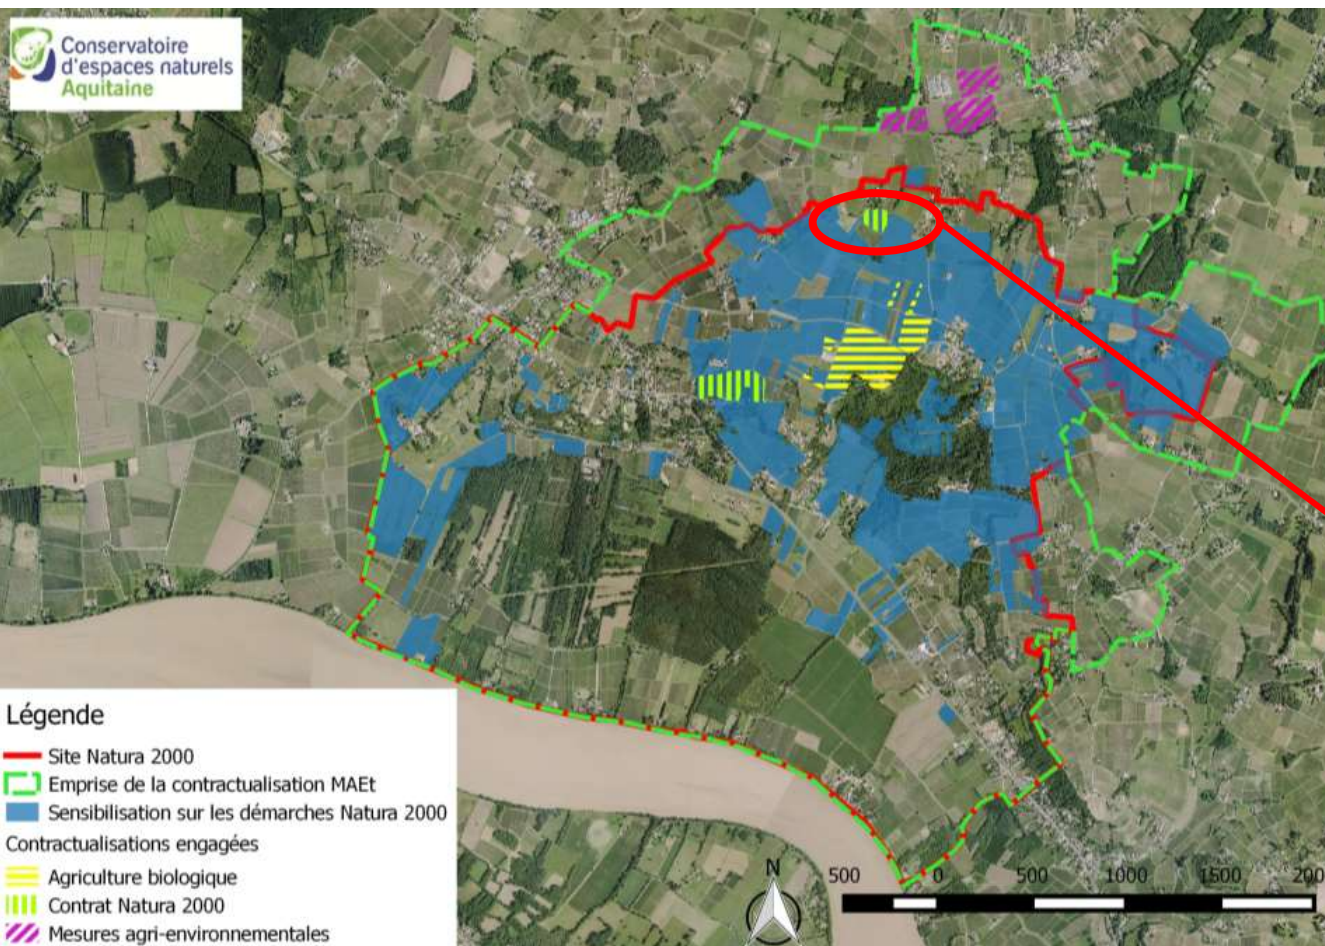 Conservatoire
d'espaces naturels
Aquitaine
Légende
Site Natura 2000
Emprise de la contractualisation MAEt
Sensibilisation sur les démarches Natura 2000
Contractualisations engagées
Agriculture biologique
Contrat Natura 2000
Mesures agri-environnementales
N
500 0 500 1000 1500 200